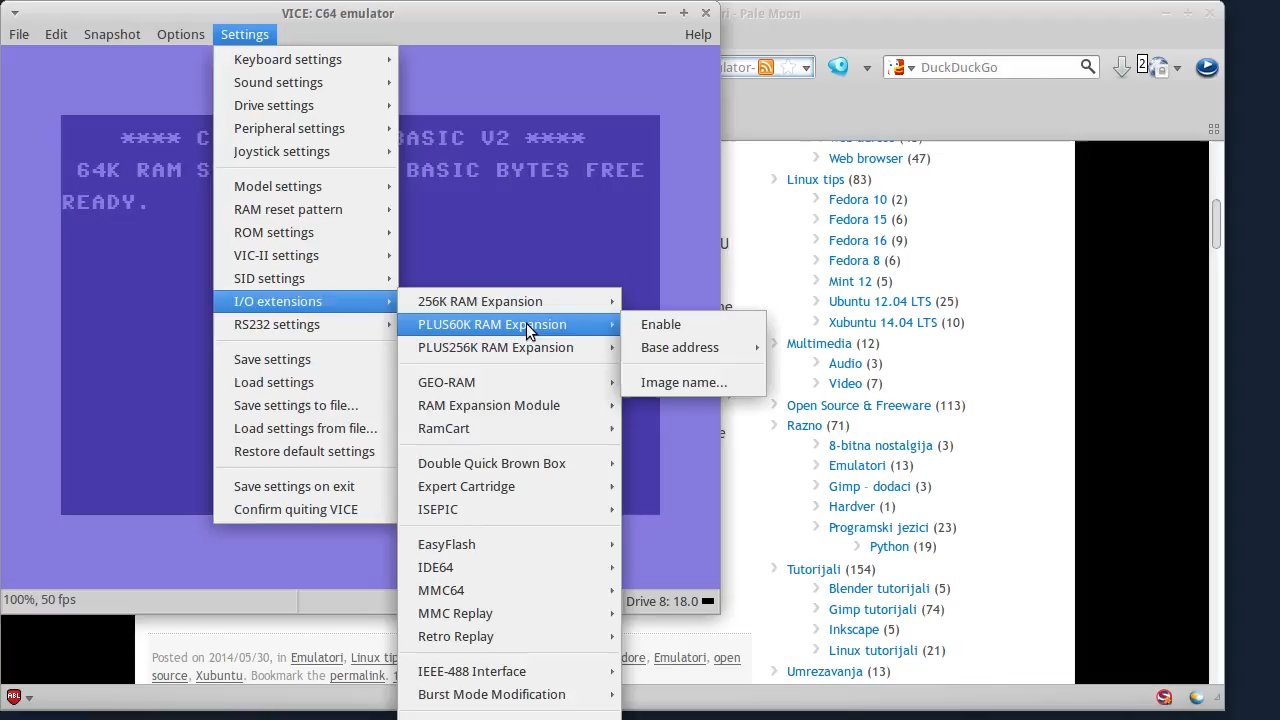 VICE: C64 emulator
File Edit Snapshot Options Settings Help
**** C BASIC V2 ****
64K RAM S BASIC BYTES FREE
READY.
Keyboard settings
Sound settings
Drive settings
Peripheral settings
Joystick settings
Model settings
RAM reset pattern
ROM settings
VIC-II settings
SID settings
I/O extensions
RS232 settings
Save settings
Load settings
Save settings to file...
Load settings from file...
Restore default settings
Save settings on exit
Confirm quiting VICE
256K RAM Expansion
PLUS60K RAM Expansion
PLUS256K RAM Expansion
GEO-RAM
RAM Expansion Module
RamCart
Double Quick Brown Box
Expert Cartridge
ISEPIC
EasyFlash
IDE64
MMC64
MMC Replay
Retro Replay
IEEE-488 Interface
Burst Mode Modification
Enable
Base address
Image name...
100%, 50 fps
Drive 8: 18.0
ri - Pale Moon
ulator-
DuckDuckGo
2
Web browser (47)
Linux tips (83)
Fedora 10 (2)
Fedora 15 (6)
Fedora 16 (9)
Fedora 8 (6)
Mint 12 (5)
Ubuntu 12.04 LTS (25)
Xubuntu 14.04 LTS (10)
Multimedia (12)
Audio (3)
Video (7)
Open Source & Freeware (113)
Razno (71)
8-bitna nostalgija (3)
Emulatori (13)
Gimp - dodaci (3)
Hardver (1)
Programski jezici (23)
Python (19)
Tutorijali (154)
Blender tutorijali (5)
Gimp tutorijali (74)
Inkscape (5)
Linux tutorijali (21)
Umrezavanja (13)
Posted on 2014/05/30, in Emulatori, Linux tip dore, Emulatori, open
source, Xubuntu. Bookmark the permalink.
ABL